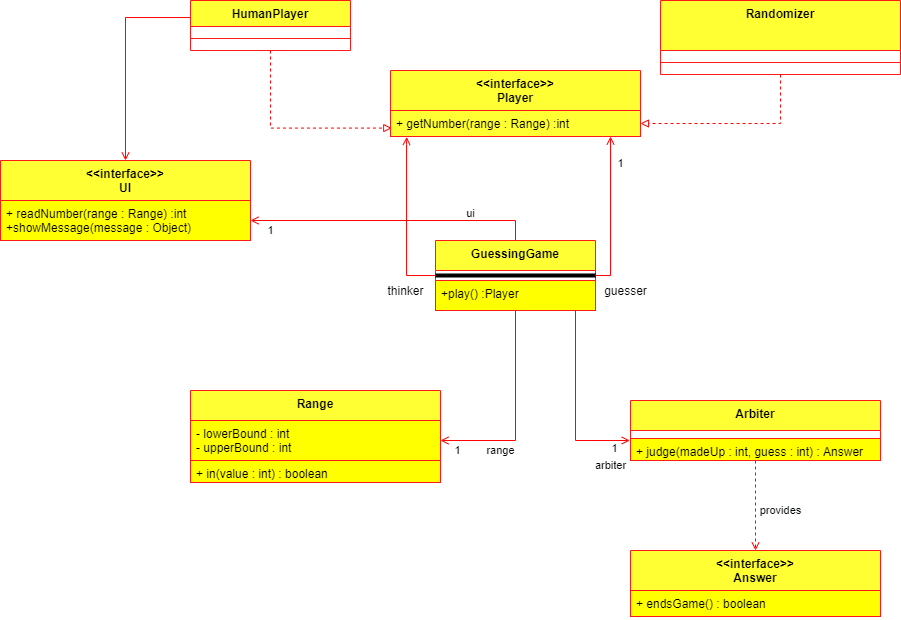 HumanPlayer
Randomizer
<<interface>>
Player
+ getNumber(range : Range) :int
1
<<interface>>
UI
+ readNumber(range : Range) :int
+showMessage(message : Object)
ui
1
GuessingGame
+play() :Player
thinker
guesser
Range
- lowerBound : int
- upperBound : int
+ in(value : int) : boolean
1
range
1
arbiter
Arbiter
+ judge(madeUp : int, guess : int) : Answer
provides
<<interface>>
Answer
+ endsGame() : boolean